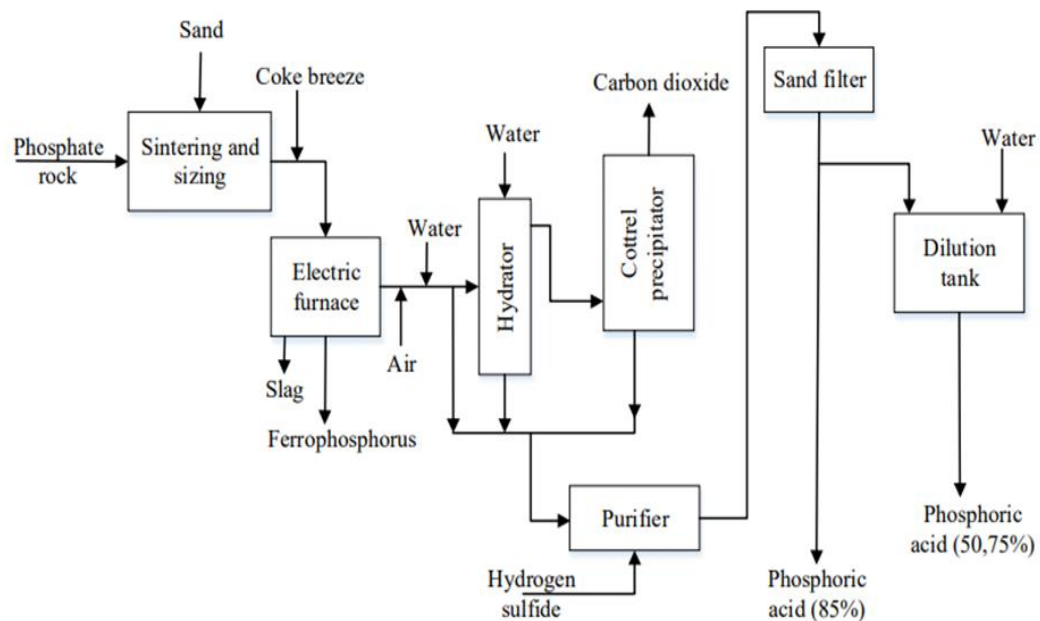 Sand
Coke breeze
Phosphate
rock
Sintering and
sizing
Electric
furnace
Slag
Ferrophosphorus
Water
Air
Water
Hydrator
Carbon dioxide
Cottrel
precipitator
Purifier
Hydrogen
sulfide
Sand filter
Water
Dilution
tank
Phosphoric
acid (85%)
Phosphoric
acid (50,75%)